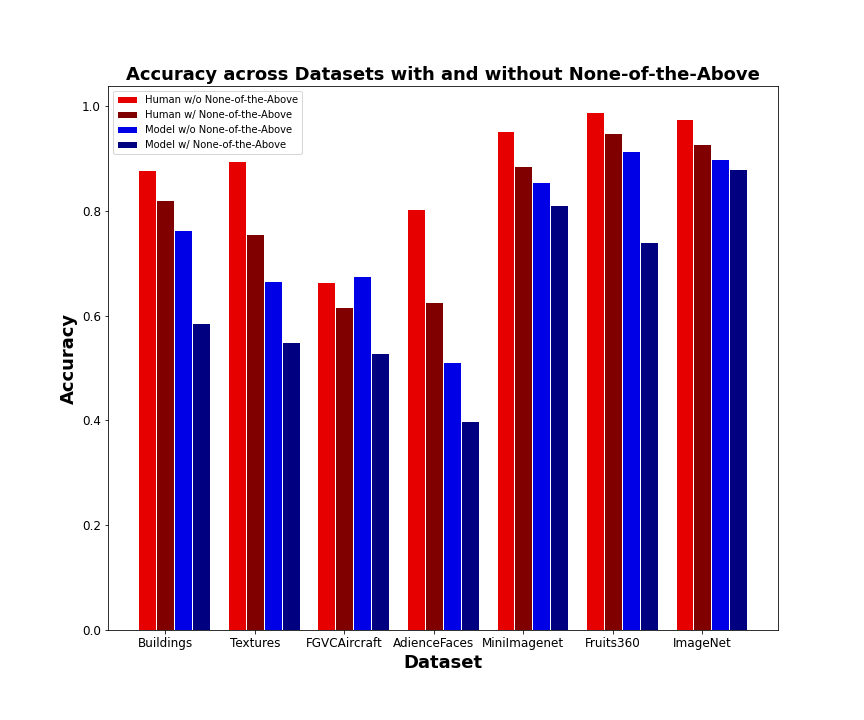 Accuracy across Datasets with and without None-of-the-Above
Human w/o None-of-the-Above
Human w/ None-of-the-Above
Model w/o None-of-the-Above
Model w/ None-of-the-Above
1.0
0.8
0.6
0.4
0.2
0.0
Accuracy
Buildings Textures FGVCAircraft AdienceFaces MiniImagenet Fruits360 ImageNet
Dataset